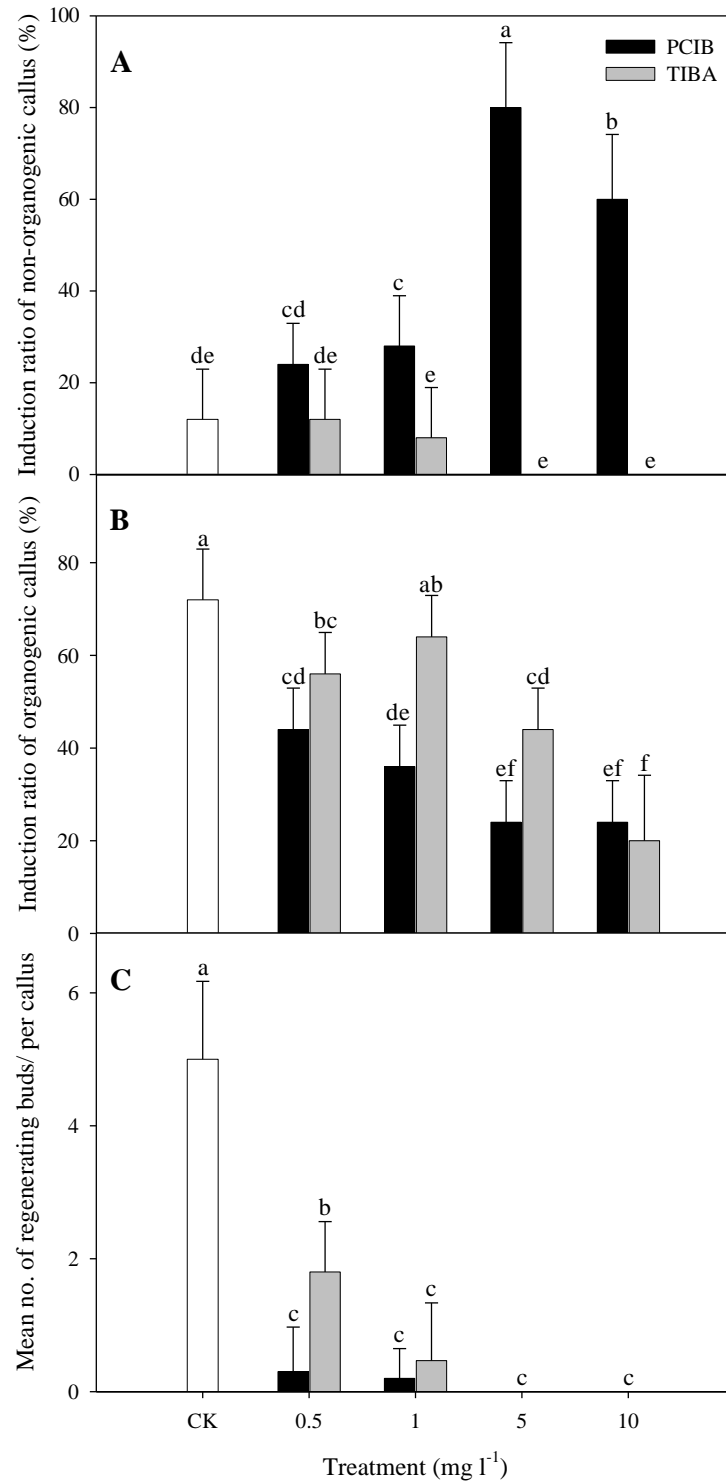 100
a
A
PCIB
TIBA
80
b
60
40
c
cd
20
de
de
e
0
e
e
Induction ratio of non-organogenic callus (%)
B
a
80
ab
bc
60
cd
cd
de
40
ef
ef
f
20
0
Induction ratio of organogenic callus (%)
C
a
6
4
b
2
c
c
c
c
c
0
Mean no. of regenerating buds/ per callus
CK
0.5
1
5
10
Treatment (mg l⁻¹)